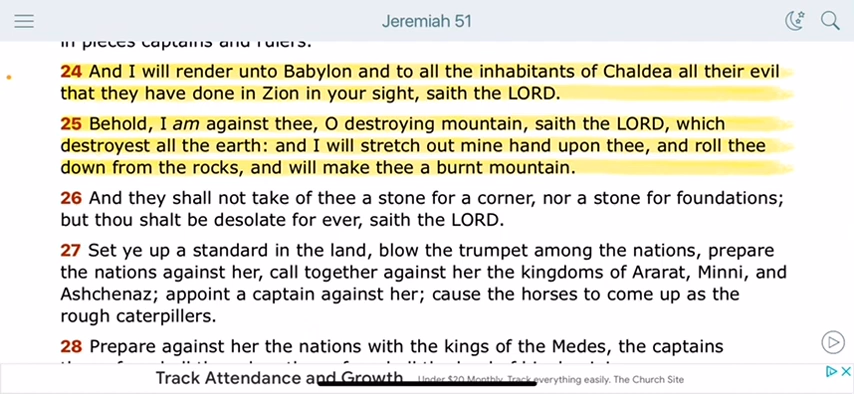 Jeremiah 51
in pieces captains and rulers.
24 And I will render unto Babylon and to all the inhabitants of Chaldea all their evil
that they have done in Zion in your sight, saith the LORD.
25 Behold, I am against thee, O destroying mountain, saith the LORD, which
destroyest all the earth: and I will stretch out mine hand upon thee, and roll thee
down from the rocks, and will make thee a burnt mountain.
26 And they shall not take of thee a stone for a corner, nor a stone for foundations;
but thou shalt be desolate for ever, saith the LORD.
27 Set ye up a standard in the land, blow the trumpet among the nations, prepare
the nations against her, call together against her the kingdoms of Ararat, Minni, and
Ashchenaz; appoint a captain against her; cause the horses to come up as the
rough caterpillers.
28 Prepare against her the nations with the kings of the Medes, the captains
Track Attendance and Growth Under $20 Monthly. Track everything easily. The Church Site